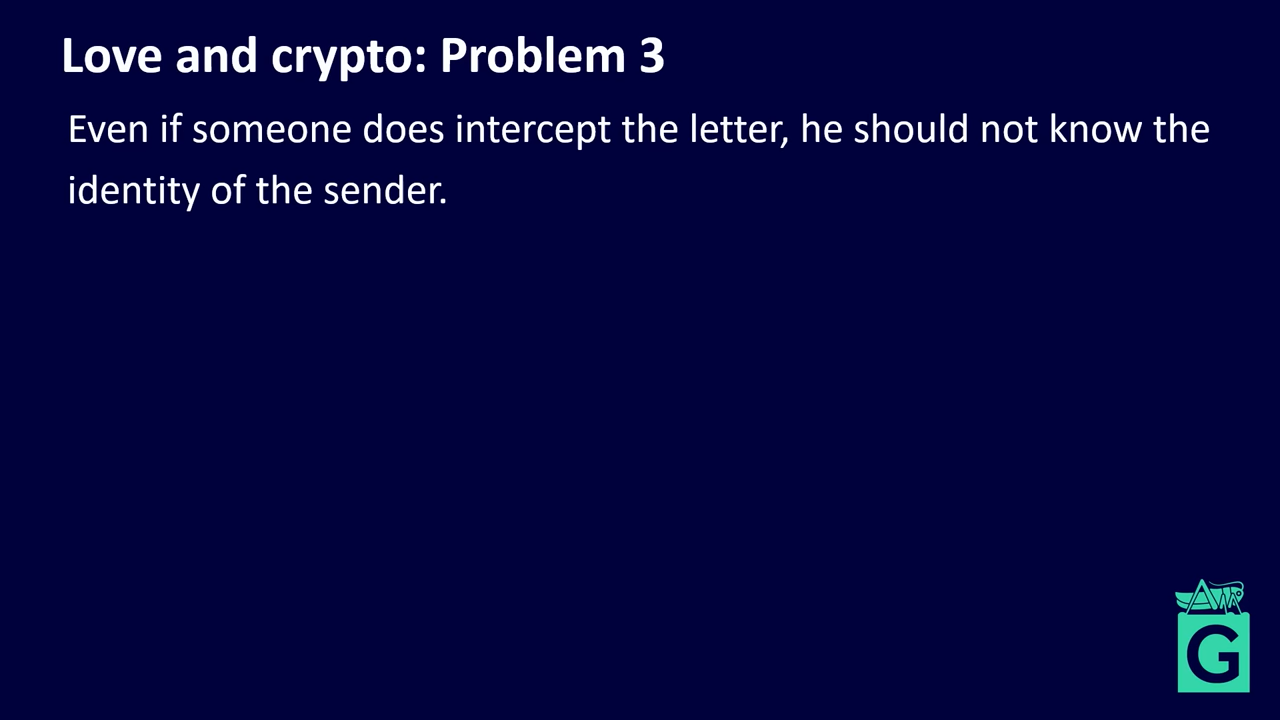 Love and crypto: Problem 3
Even if someone does intercept the letter, he should not know the
identity of the sender.
G